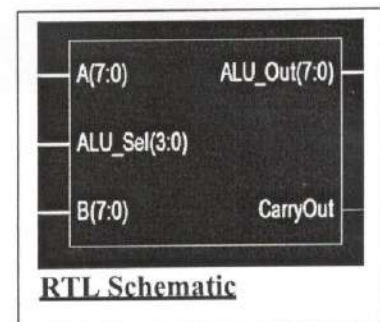 A(7:0) ALU_Out(7:0)
ALU_Sel(3:0)
B(7:0) CarryOut
RTL Schematic